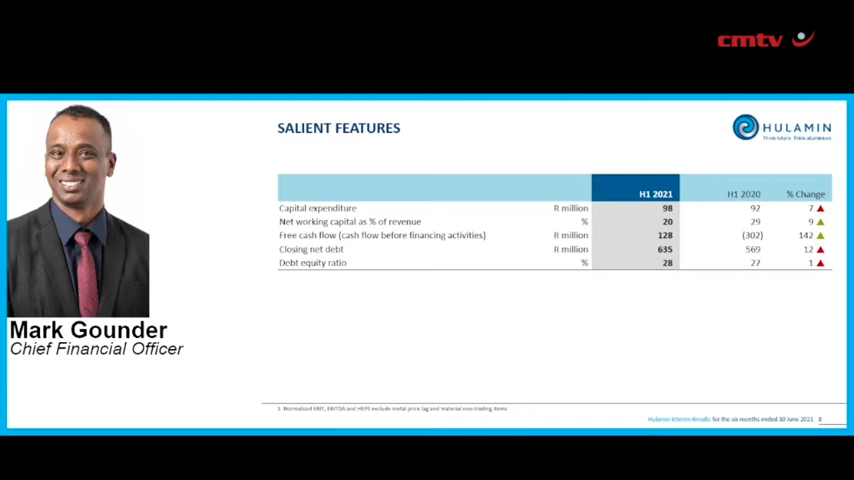 cmtv
SALIENT FEATURES
HULAMIN
Think future. Think aluminium
H1 2021 H1 2020 % Change
Capital expenditure R million 98 92 7
Net working capital as % of revenue % 20 29 9
Free cash flow (cash flow before financing activities) R million 128 (302) 142
Closing net debt R million 635 569 12
Debt equity ratio % 28 27 1
Mark Gounder
Chief Financial Officer
1. Normalised EBIT, EBITDA and HEPS exclude metal price lag and material non-trading items
Hulamin Interim Results for the six months ended 30 June 2021 8